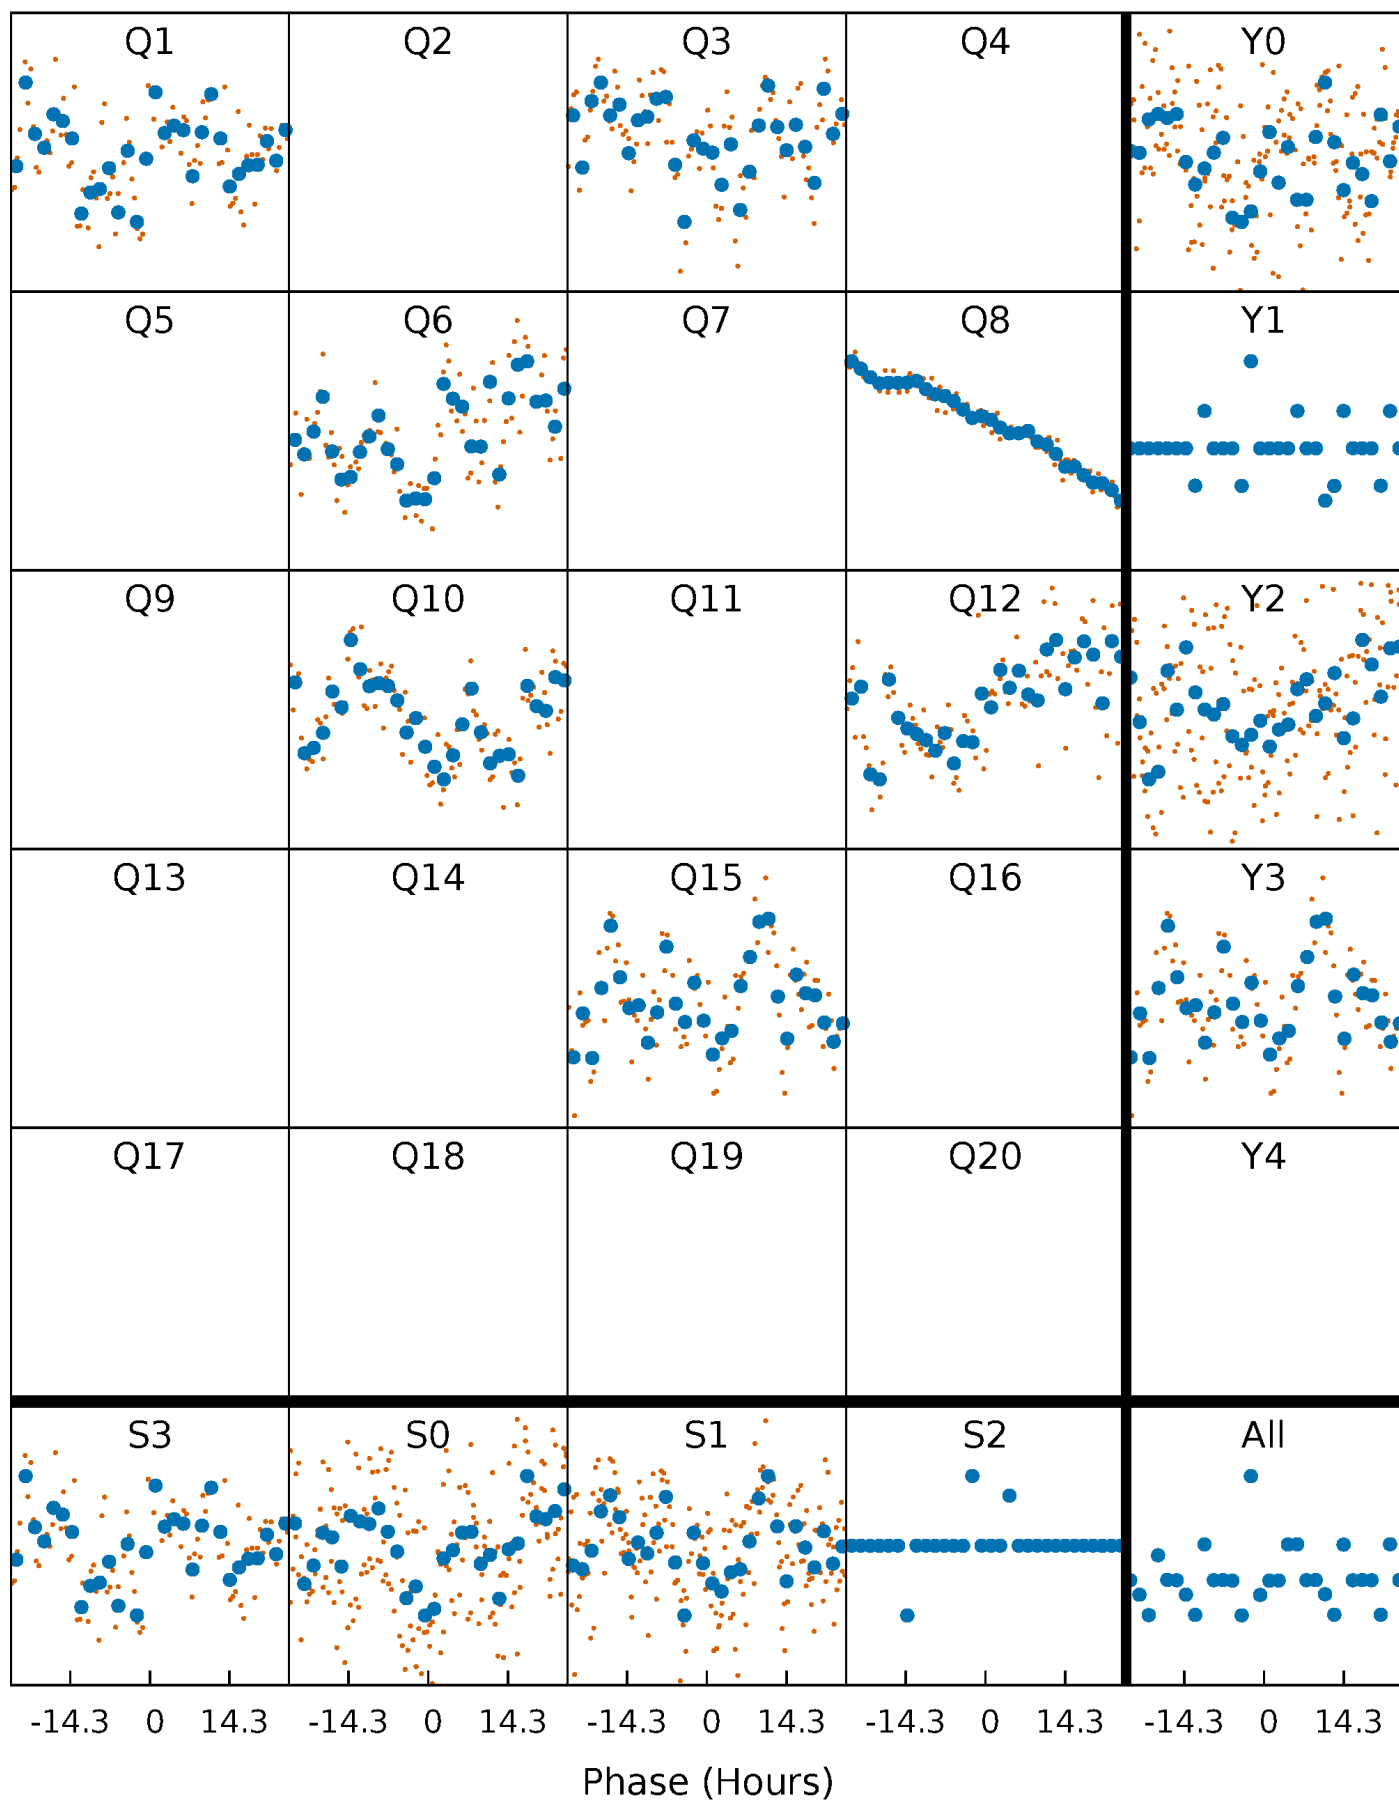 Q1 Q2 Q3 Q4 Y0
Q5 Q6 Q7 Q8 Y1
Q9 Q10 Q11 Q12 Y2
Q13 Q14 Q15 Q16 Y3
Q17 Q18 Q19 Q20 Y4
S3 S0 S1 S2 All
-14.3 0 14.3 -14.3 0 14.3 -14.3 0 14.3 -14.3 0 14.3 -14.3 0 14.3
Phase (Hours)